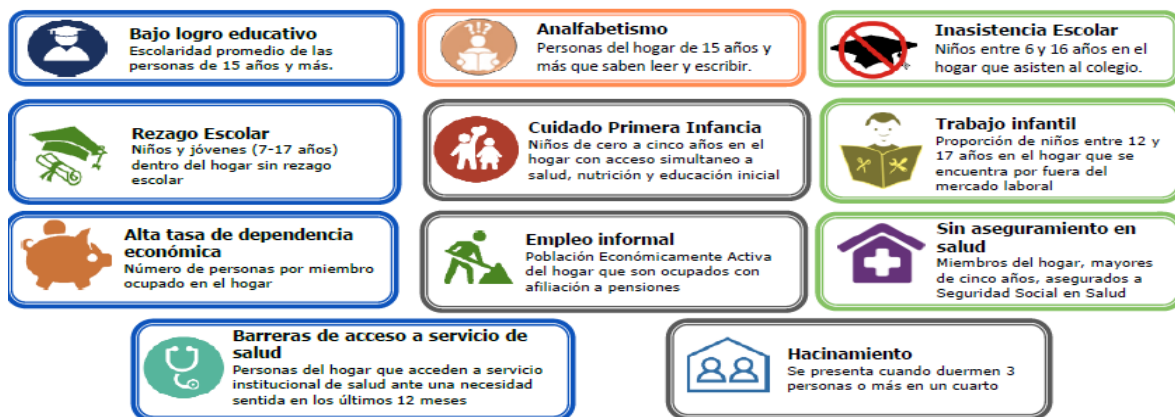 Bajo logro educativo
Escolaridad promedio de las
personas de 15 años y más.
!?!
Analfabetismo
Personas del hogar de 15 años y
más que saben leer y escribir.
Inasistencia Escolar
Niños entre 6 y 16 años en el
hogar que asisten al colegio.
Rezago Escolar
Niños y jóvenes (7-17 años)
dentro del hogar sin rezago
escolar
Cuidado Primera Infancia
Niños de cero a cinco años en el
hogar con acceso simultaneo a
salud, nutrición y educación inicial
Trabajo infantil
Proporción de niños entre 12 y
17 años en el hogar que se
encuentra por fuera del
mercado laboral
Alta tasa de dependencia
económica
Número de personas por miembro
ocupado en el hogar
Empleo informal
Población Económicamente Activa
del hogar que son ocupados con
afiliación a pensiones
Sin aseguramiento en
salud
Miembros del hogar, mayores
de cinco años, asegurados a
Seguridad Social en Salud
Barreras de acceso a servicio de
salud
Personas del hogar que acceden a servicio
institucional de salud ante una necesidad
sentida en los últimos 12 meses
Hacinamiento
Se presenta cuando duermen 3
personas o más en un cuarto